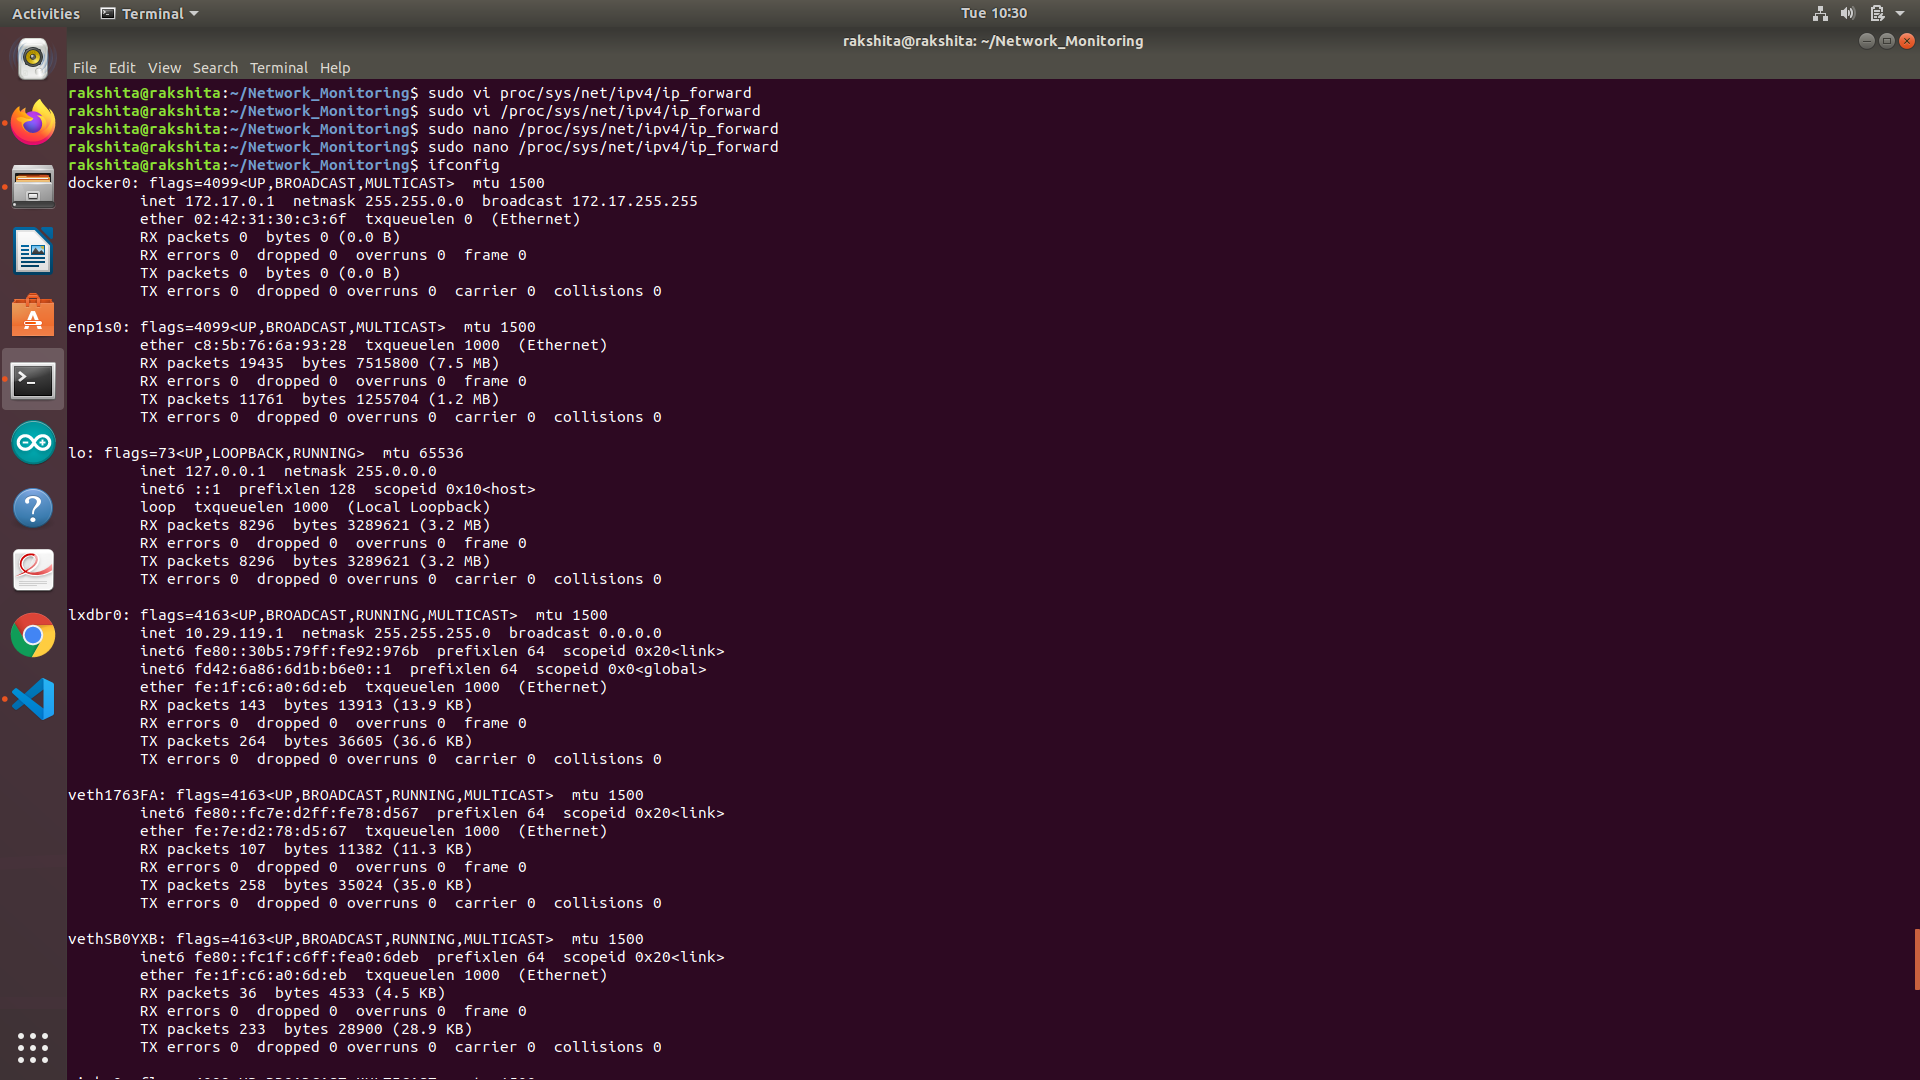 Activities Terminal Tue 10:30
rakshita@rakshita: ~/Network_Monitoring
File Edit View Search Terminal Help
rakshita@rakshita:~/Network_Monitoring$ sudo vi proc/sys/net/ipv4/ip_forward
rakshita@rakshita:~/Network_Monitoring$ sudo vi /proc/sys/net/ipv4/ip_forward
rakshita@rakshita:~/Network_Monitoring$ sudo nano /proc/sys/net/ipv4/ip_forward
rakshita@rakshita:~/Network_Monitoring$ sudo nano /proc/sys/net/ipv4/ip_forward
rakshita@rakshita:~/Network_Monitoring$ ifconfig
docker0: flags=4099<UP,BROADCAST,MULTICAST>  mtu 1500
        inet 172.17.0.1  netmask 255.255.0.0  broadcast 172.17.255.255
        ether 02:42:31:30:c3:6f  txqueuelen 0  (Ethernet)
        RX packets 0  bytes 0 (0.0 B)
        RX errors 0  dropped 0  overruns 0  frame 0
        TX packets 0  bytes 0 (0.0 B)
        TX errors 0  dropped 0 overruns 0  carrier 0  collisions 0

enp1s0: flags=4099<UP,BROADCAST,MULTICAST>  mtu 1500
        ether c8:5b:76:6a:93:28  txqueuelen 1000  (Ethernet)
        RX packets 19435  bytes 7515800 (7.5 MB)
        RX errors 0  dropped 0  overruns 0  frame 0
        TX packets 11761  bytes 1255704 (1.2 MB)
        TX errors 0  dropped 0 overruns 0  carrier 0  collisions 0

lo: flags=73<UP,LOOPBACK,RUNNING>  mtu 65536
        inet 127.0.0.1  netmask 255.0.0.0
        inet6 ::1  prefixlen 128  scopeid 0x10<host>
        loop  txqueuelen 1000  (Local Loopback)
        RX packets 8296  bytes 3289621 (3.2 MB)
        RX errors 0  dropped 0  overruns 0  frame 0
        TX packets 8296  bytes 3289621 (3.2 MB)
        TX errors 0  dropped 0 overruns 0  carrier 0  collisions 0

lxdbr0: flags=4163<UP,BROADCAST,RUNNING,MULTICAST>  mtu 1500
        inet 10.29.119.1  netmask 255.255.255.0  broadcast 0.0.0.0
        inet6 fe80::30b5:79ff:fe92:976b  prefixlen 64  scopeid 0x20<link>
        inet6 fd42:6a86:6d1b:b6e0::1  prefixlen 64  scopeid 0x0<global>
        ether fe:1f:c6:a0:6d:eb  txqueuelen 1000  (Ethernet)
        RX packets 143  bytes 13913 (13.9 KB)
        RX errors 0  dropped 0  overruns 0  frame 0
        TX packets 264  bytes 36605 (36.6 KB)
        TX errors 0  dropped 0 overruns 0  carrier 0  collisions 0

veth1763FA: flags=4163<UP,BROADCAST,RUNNING,MULTICAST>  mtu 1500
        inet6 fe80::fc7e:d2ff:fe78:d567  prefixlen 64  scopeid 0x20<link>
        ether fe:7e:d2:78:d5:67  txqueuelen 1000  (Ethernet)
        RX packets 107  bytes 11382 (11.3 KB)
        RX errors 0  dropped 0  overruns 0  frame 0
        TX packets 258  bytes 35024 (35.0 KB)
        TX errors 0  dropped 0 overruns 0  carrier 0  collisions 0

vethSB0YXB: flags=4163<UP,BROADCAST,RUNNING,MULTICAST>  mtu 1500
        inet6 fe80::fc1f:c6ff:fea0:6deb  prefixlen 64  scopeid 0x20<link>
        ether fe:1f:c6:a0:6d:eb  txqueuelen 1000  (Ethernet)
        RX packets 36  bytes 4533 (4.5 KB)
        RX errors 0  dropped 0  overruns 0  frame 0
        TX packets 233  bytes 28900 (28.9 KB)
        TX errors 0  dropped 0 overruns 0  carrier 0  collisions 0